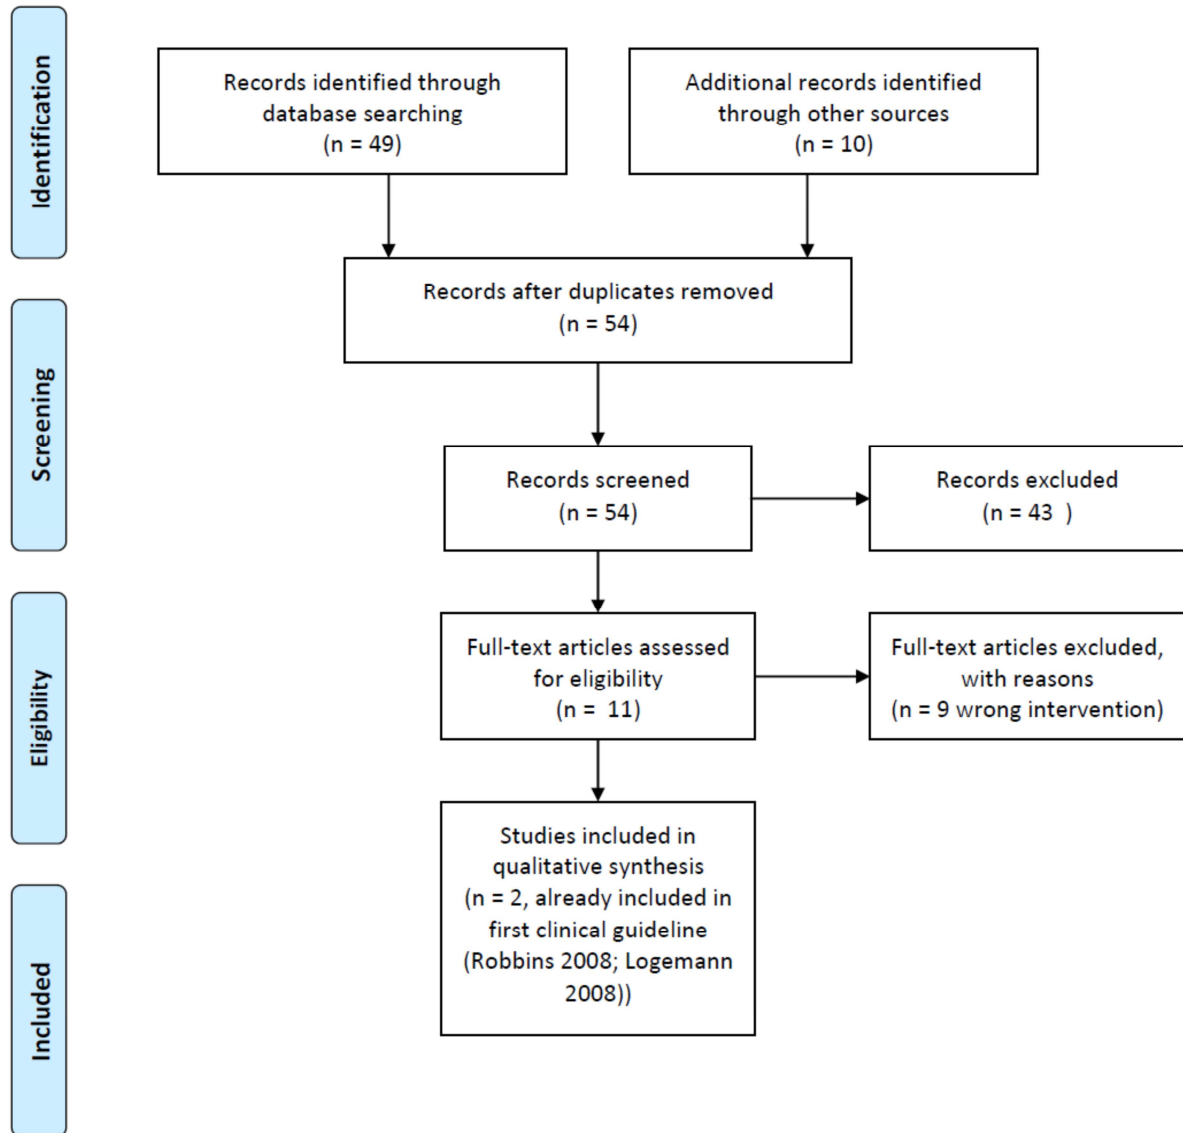 Identification
Records identified through
database searching
(n = 49)
Additional records identified
through other sources
(n = 10)
Records after duplicates removed
(n = 54)
Screening
Records screened
(n = 54)
Records excluded
(n = 43  )
Eligibility
Full-text articles assessed
for eligibility
(n =  11)
Full-text articles excluded,
with reasons
(n = 9 wrong intervention)
Included
Studies included in
qualitative synthesis
(n = 2, already included in
first clinical guideline
(Robbins 2008; Logemann
2008))